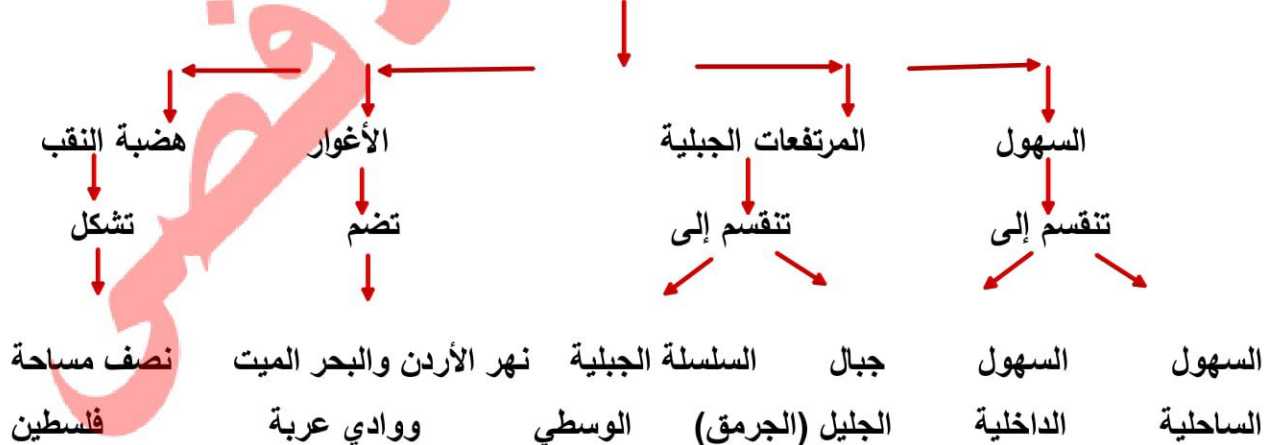 السهول المرتفعات الجبلية الأغوار هضبة النقب
تنقسم إلى تنقسم إلى تضم تشكل
السهول السهول جبال السلسلة الجبلية نهر الأردن والبحر الميت نصف مساحة
الساحلية الداخلية الجليل (الجرمق) الوسطي ووادي عربة فلسطين